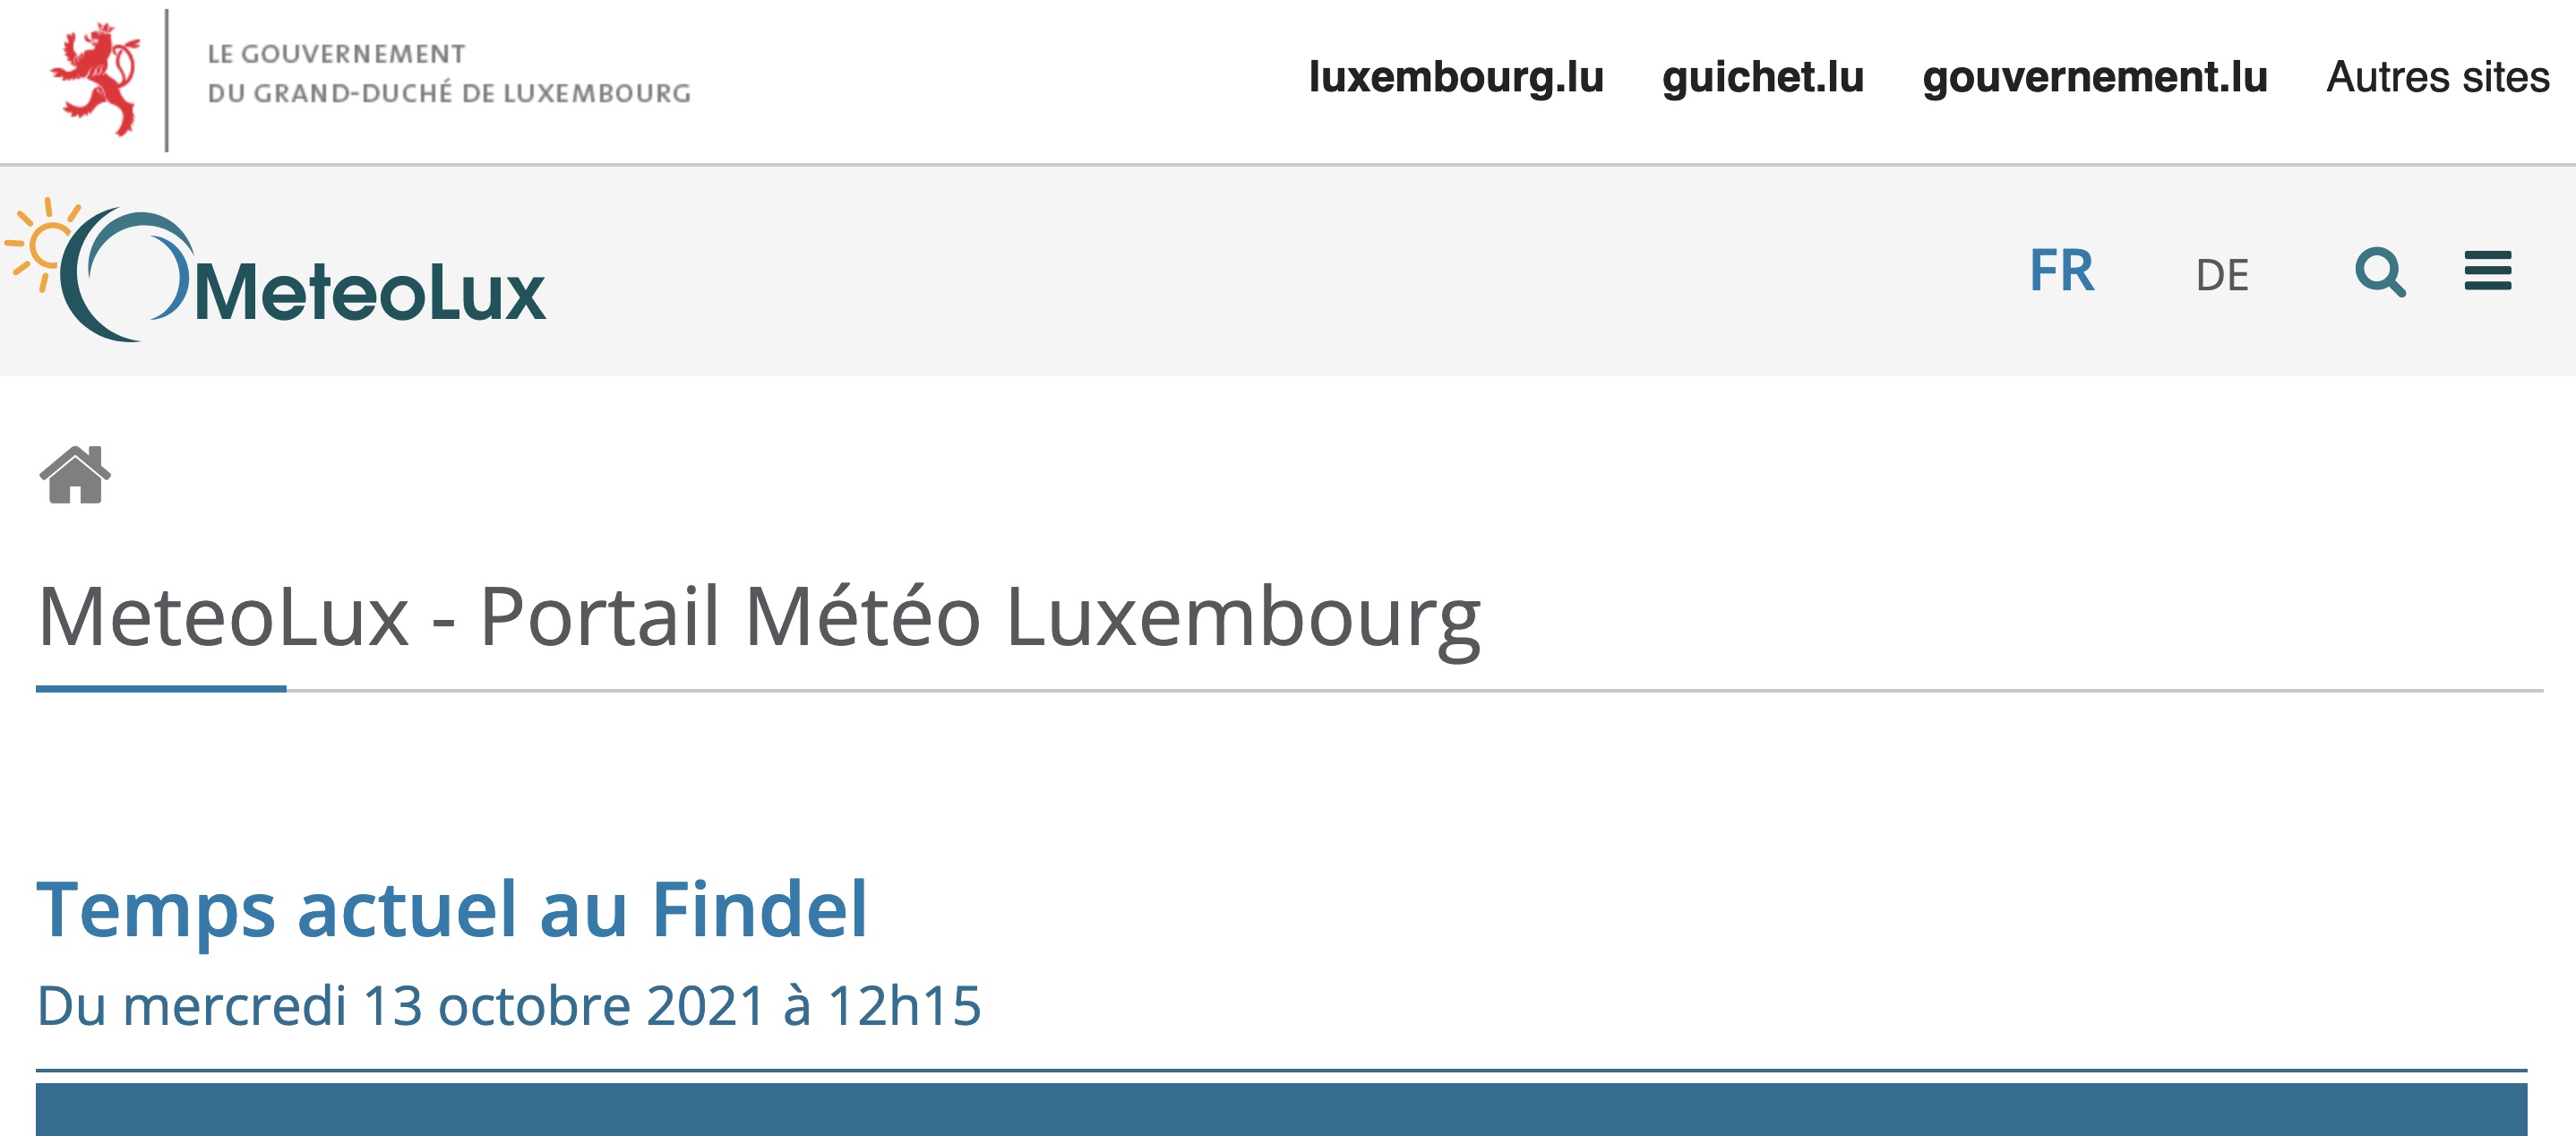 LE GOUVERNEMENT
DU GRAND-DUCHÉ DE LUXEMBOURG
luxembourg.lu guichet.lu gouvernement.lu Autres sites
MeteoLux
FR DE
MeteoLux - Portail Météo Luxembourg
Temps actuel au Findel
Du mercredi 13 octobre 2021 à 12h15